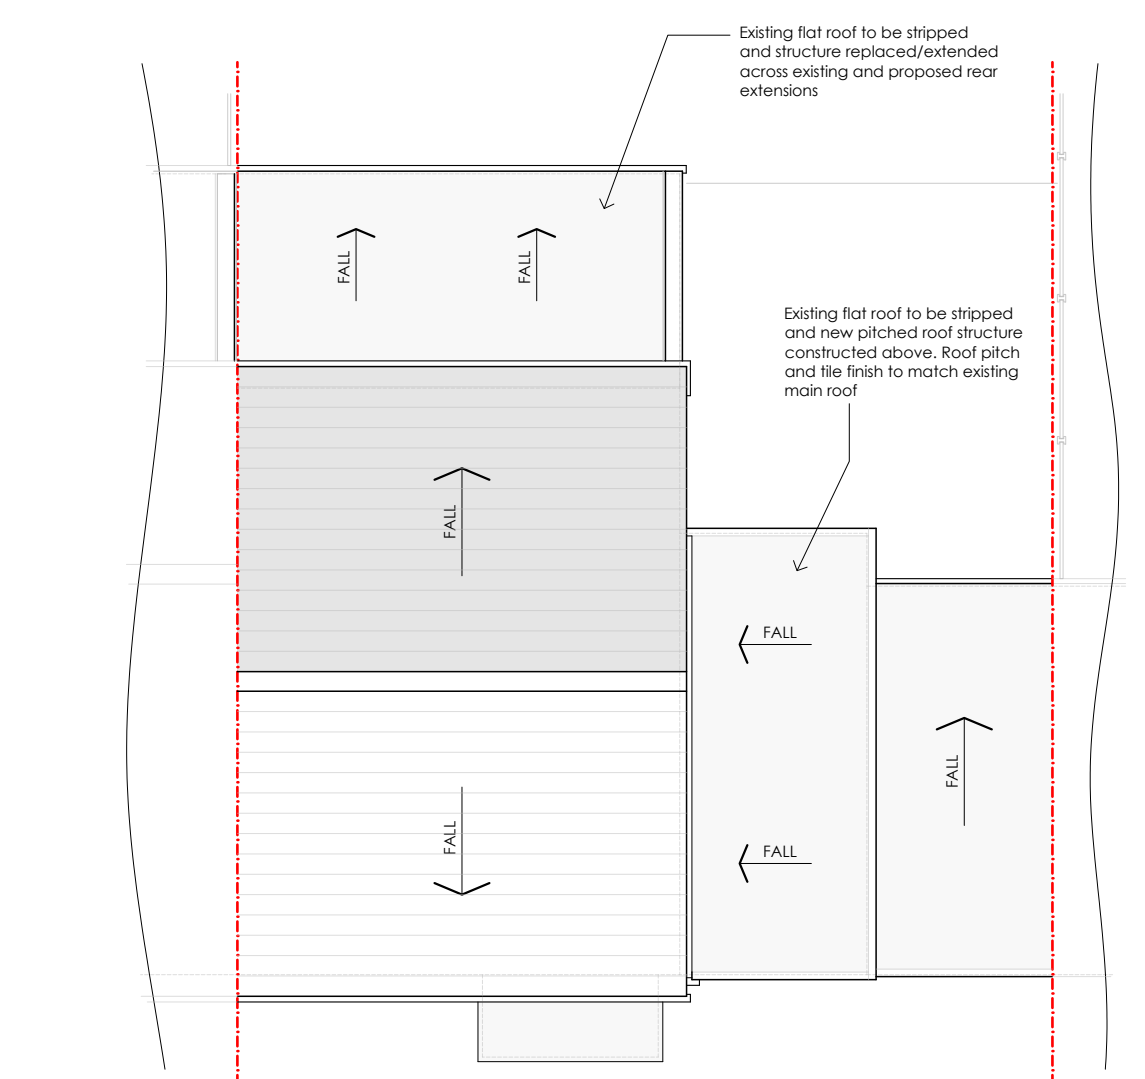 Existing flat roof to be stripped
and structure replaced/extended
across existing and proposed rear
extensions
FALL
FALL
Existing flat roof to be stripped
and new pitched roof structure
constructed above. Roof pitch
and tile finish to match existing
main roof
FALL
FALL
FALL
FALL
FALL